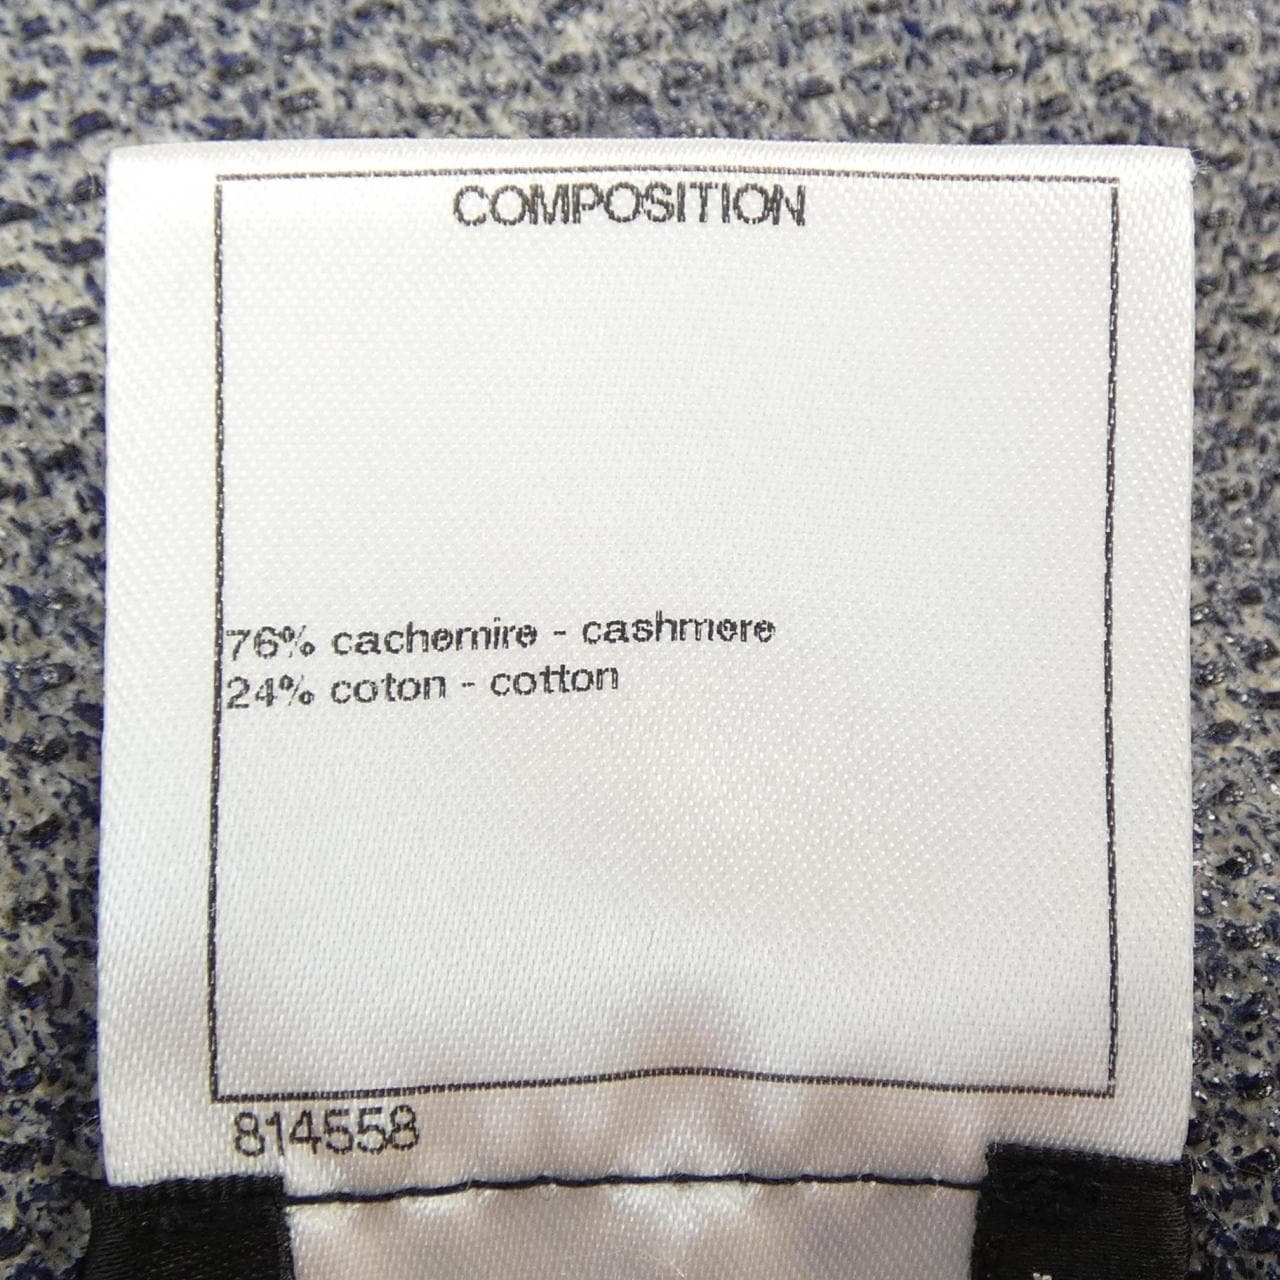 COMPOSITION
76% cachemire - cashmere
24% coton - cotton
814558